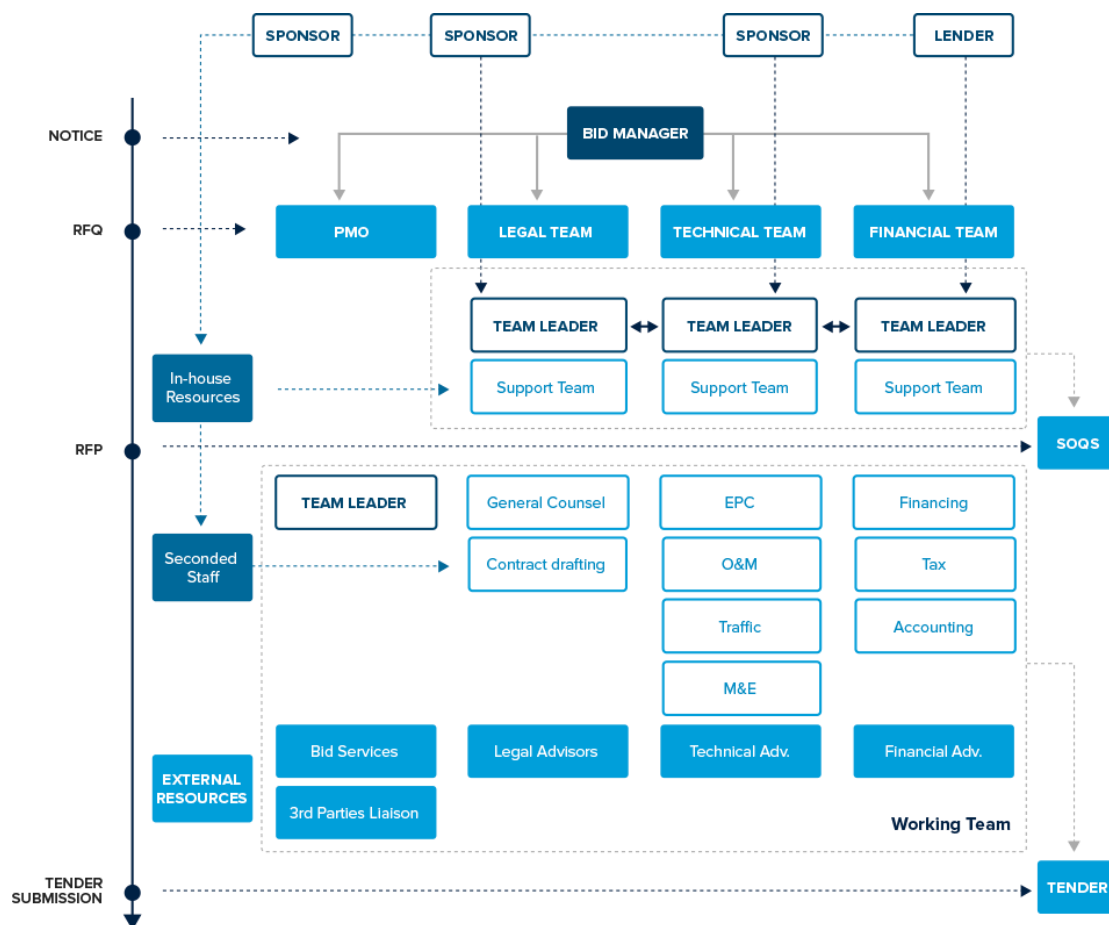 SPONSOR
SPONSOR
SPONSOR
LENDER
NOTICE
BID MANAGER
RFQ
PMO
LEGAL TEAM
TECHNICAL TEAM
FINANCIAL TEAM
TEAM LEADER
TEAM LEADER
TEAM LEADER
In-house
Resources
Support Team
Support Team
Support Team
RFP
SOQS
TEAM LEADER
General Counsel
EPC
Financing
Seconded
Staff
Contract drafting
O&M
Tax
Traffic
Accounting
M&E
Bid Services
Legal Advisors
Technical Adv.
Financial Adv.
EXTERNAL
RESOURCES
3rd Parties Liaison
Working Team
TENDER
SUBMISSION
TENDER